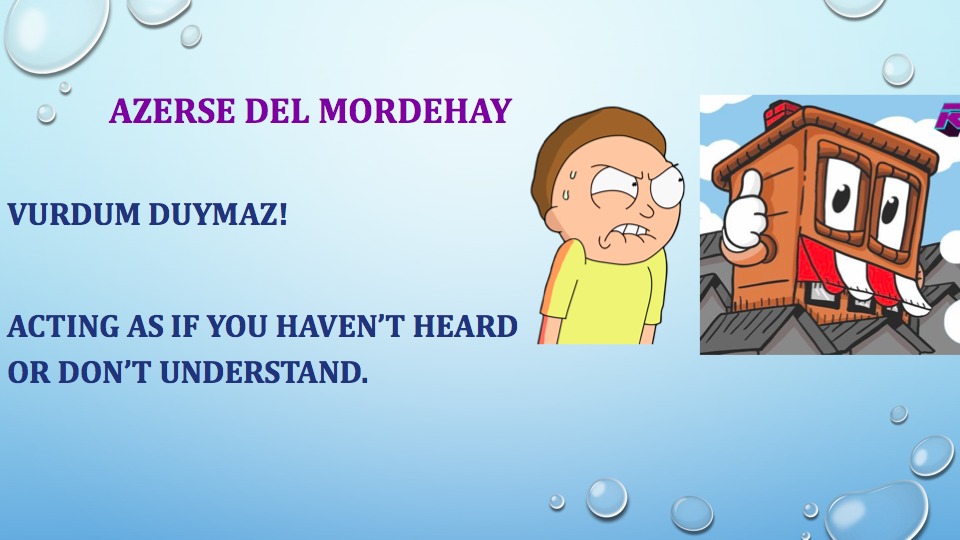 AZERSE DEL MORDEHAY
VURDUM DUYMAZ!
ACTING AS IF YOU HAVEN'T HEARD
OR DON'T UNDERSTAND.